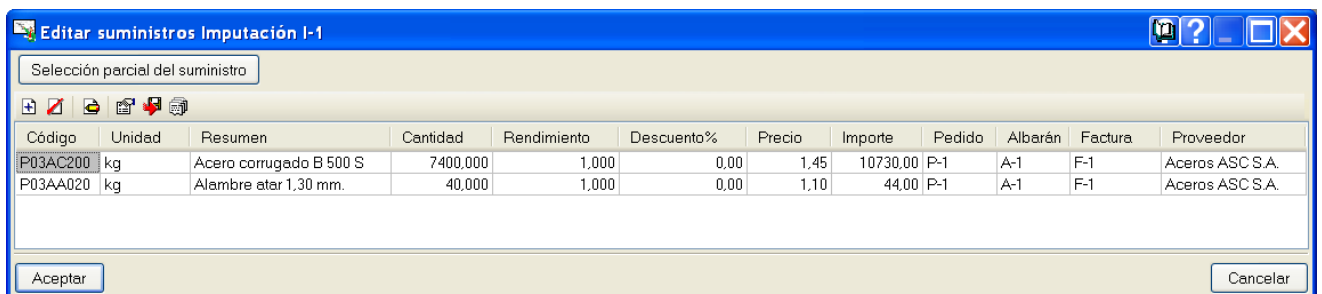 Editar suministros Imputación I-1
Selección parcial del suministro
Código Unidad Resumen Cantidad Rendimiento Descuento% Precio Importe Pedido Albarán Factura Proveedor
P03AC200 kg Acero corrugado B 500 S 7400,000 1,000 0,00 1,45 10730,00 P-1 A-1 F-1 Aceros ASC S.A.
P03AA020 kg Alambre atar 1,30 mm. 40,000 1,000 0,00 1,10 44,00 P-1 A-1 F-1 Aceros ASC S.A.
Aceptar Cancelar